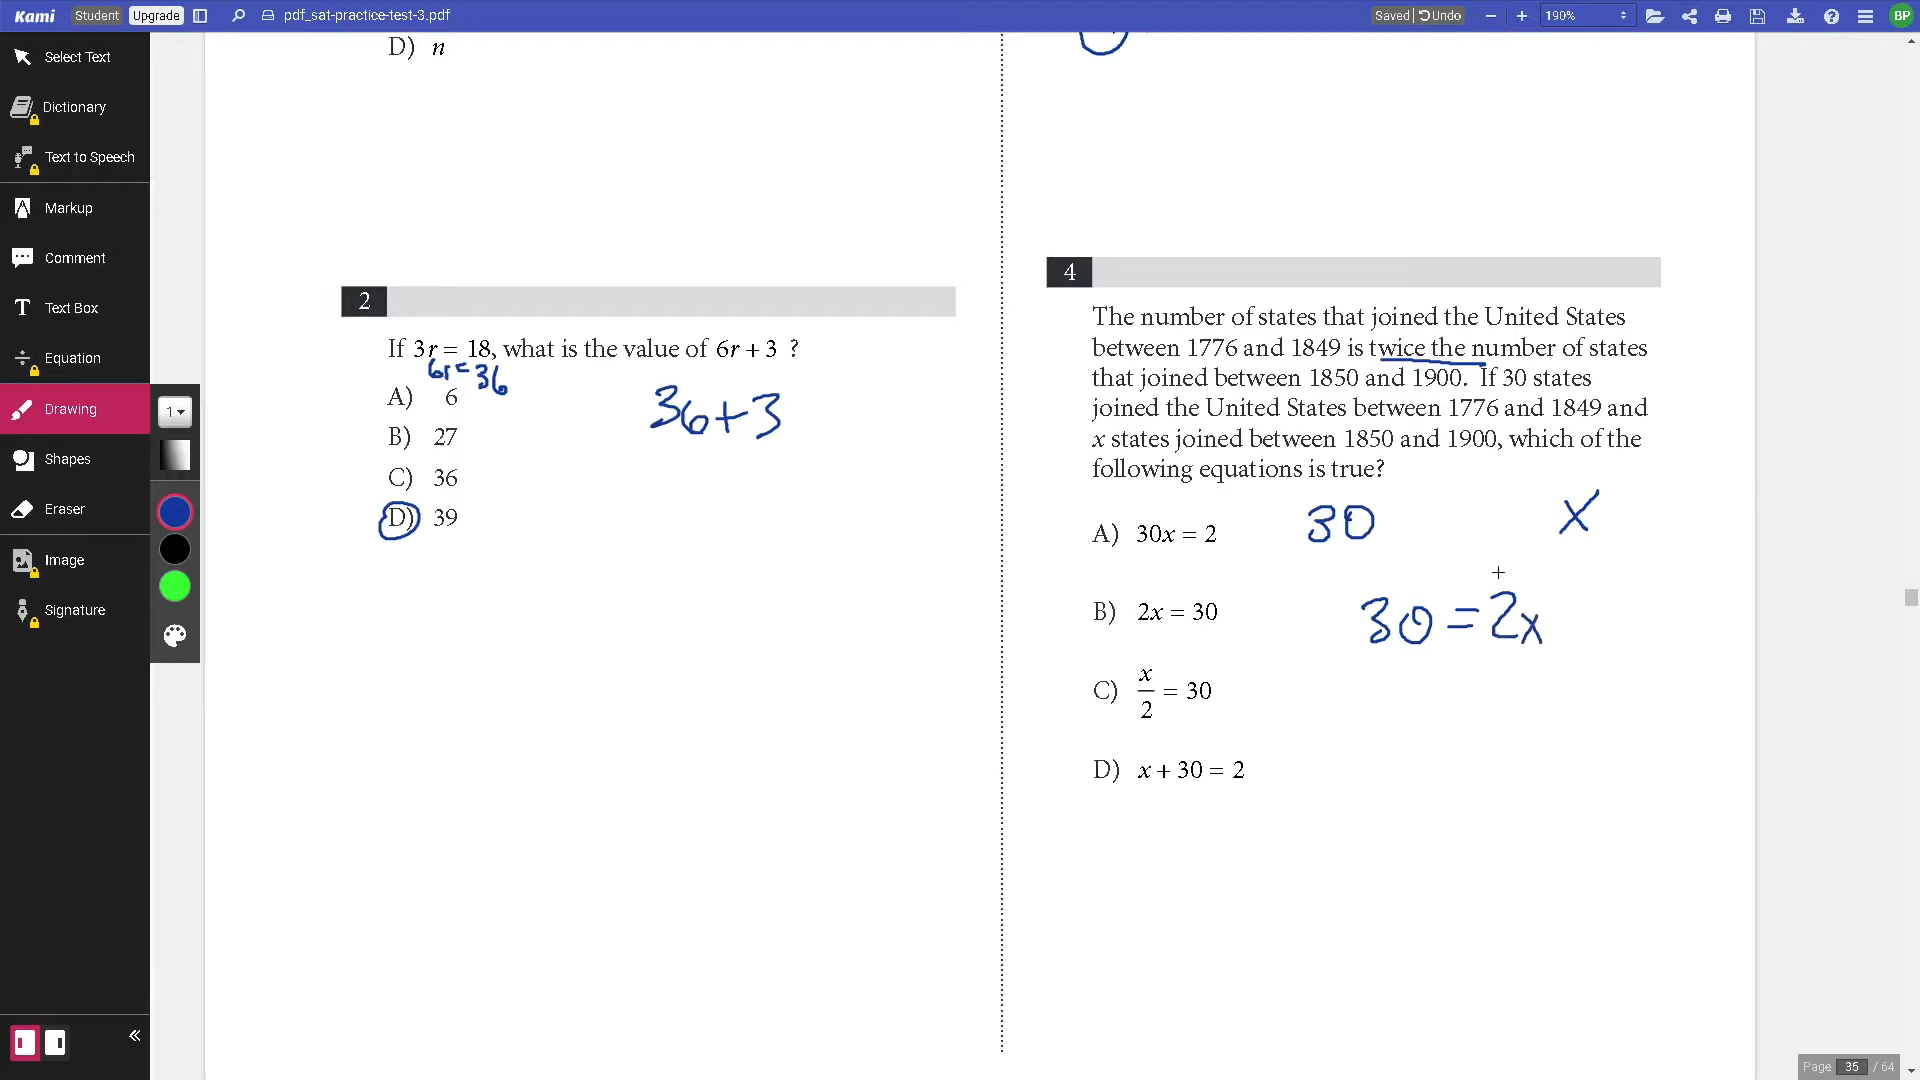 Kami Student Upgrade pdf_sat-practice-test-3.pdf Saved Undo 190% BP
Select Text
Dictionary
Text to Speech
Markup
Comment
Text Box
Equation
Drawing
1
Shapes
Eraser
Image
Signature
D) n
2
If 3r = 18, what is the value of 6r + 3 ?
6r = 36
A) 6
36+3
B) 27
C) 36
D) 39
4
The number of states that joined the United States
between 1776 and 1849 is twice the number of states
that joined between 1850 and 1900. If 30 states
joined the United States between 1776 and 1849 and
x states joined between 1850 and 1900, which of the
following equations is true?
30 x
A) 30x = 2
B) 2x = 30
30 = 2x
C) x/2 = 30
D) x + 30 = 2
Page 35 / 64